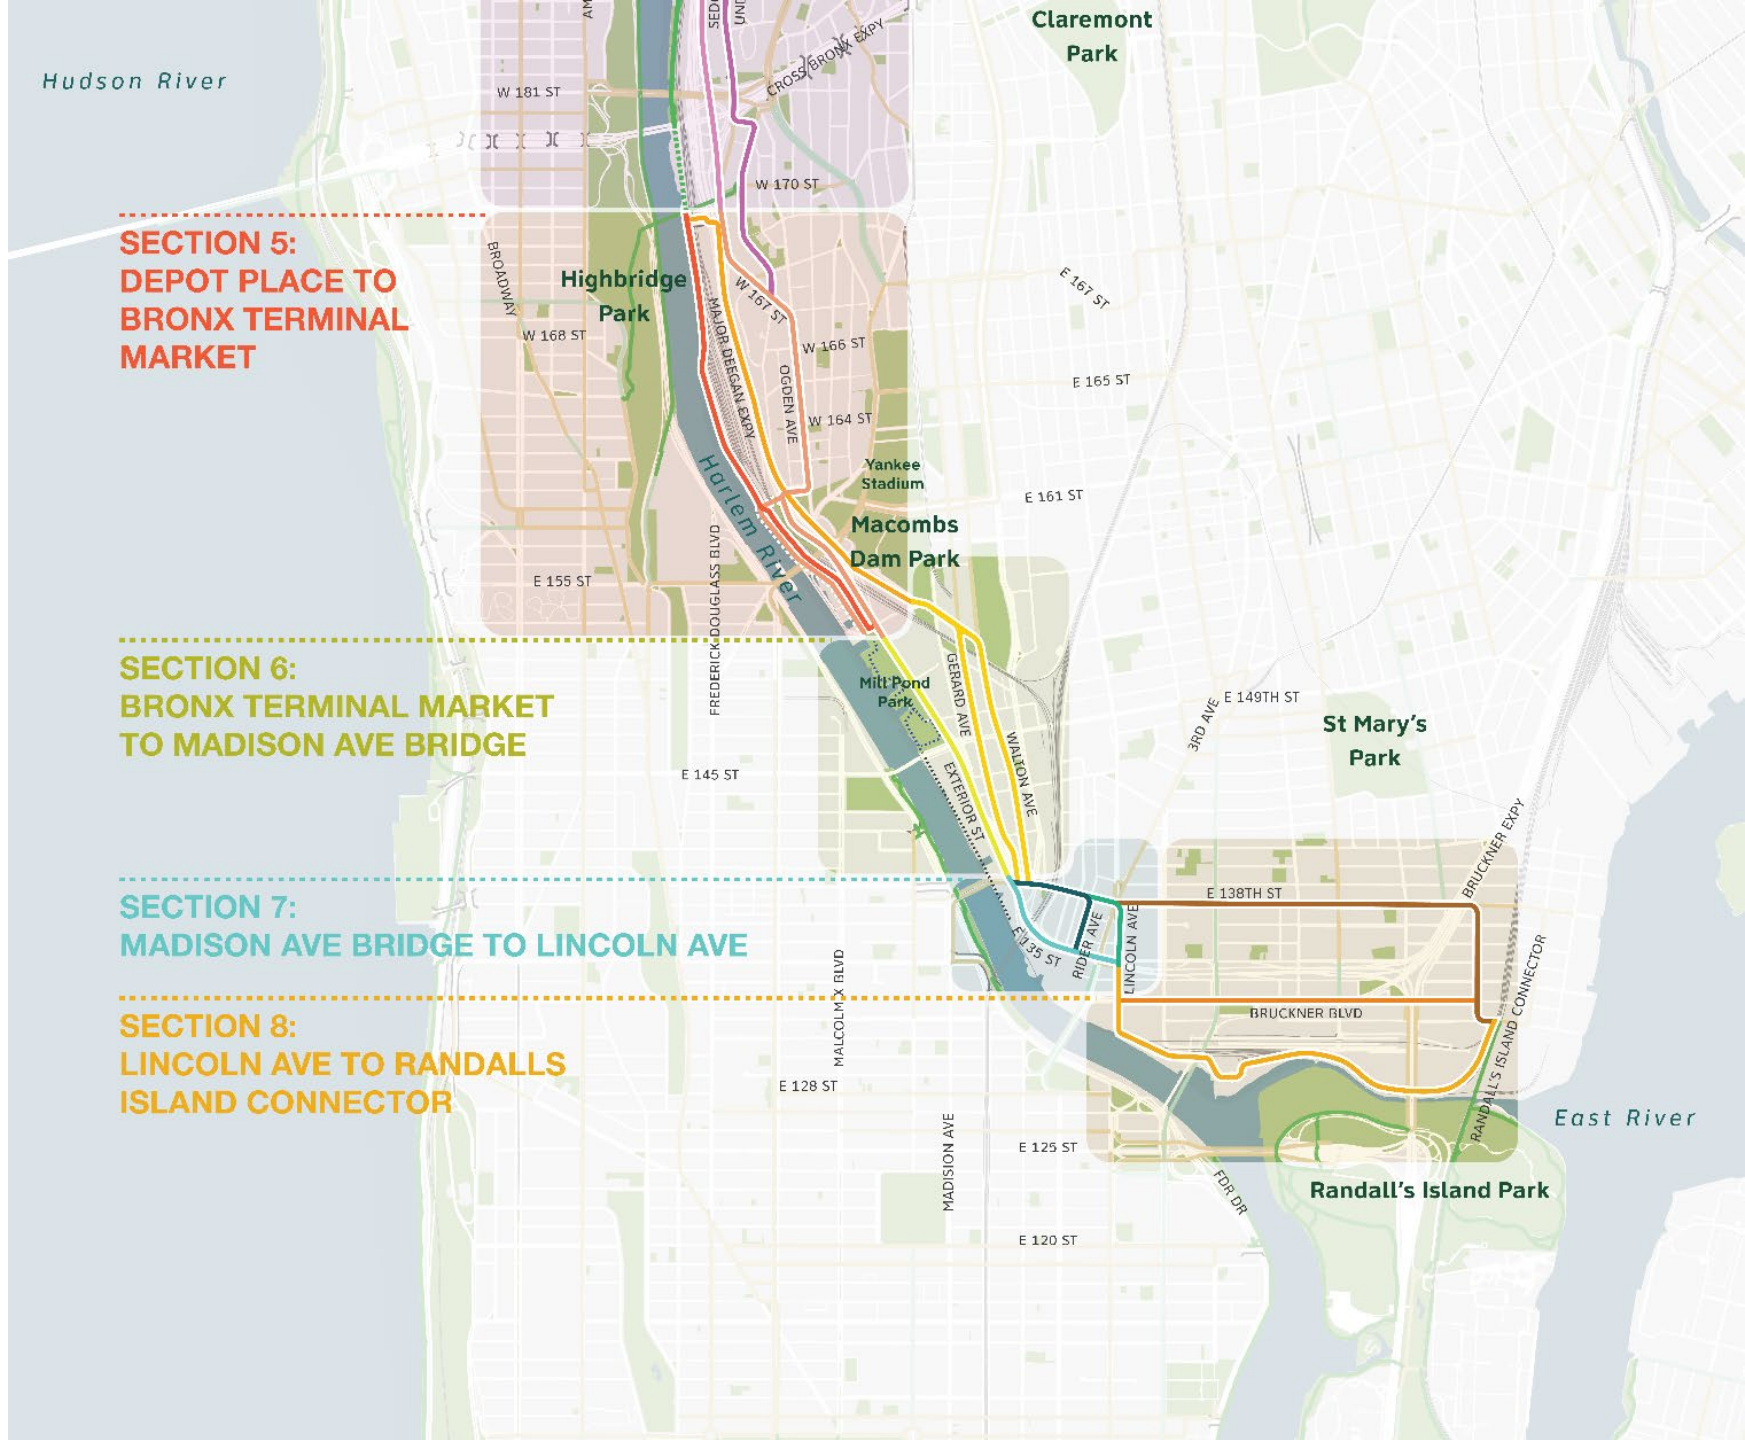 Claremont
Park
AM
SED
UND
CROSS BRONX EXPY
Hudson River
W 181 ST
W 170 ST
SECTION 5:
DEPOT PLACE TO
BRONX TERMINAL
MARKET
BROADWAY
Highbridge
Park
W 168 ST
MAJOR DEEGAN EXPY
W 167 ST
E 167 ST
W 166 ST
OGDEN AVE
E 165 ST
W 164 ST
Harlem River
Yankee
Stadium
E 161 ST
Macombs
Dam Park
FREDERICK DOUGLASS BLVD
E 155 ST
SECTION 6:
BRONX TERMINAL MARKET
TO MADISON AVE BRIDGE
Mill Pond
Park
GERARD AVE
WALTON AVE
EXTERIOR ST
3RD AVE
E 149TH ST
St Mary's
Park
E 145 ST
BRUCKNER EXPY
SECTION 7:
MADISON AVE BRIDGE TO LINCOLN AVE
E 138TH ST
E 135 ST
RIDER AVE
LINCOLN AVE
MALCOLM X BLVD
RANDALL'S ISLAND CONNECTOR
SECTION 8:
LINCOLN AVE TO RANDALLS
ISLAND CONNECTOR
BRUCKNER BLVD
E 128 ST
East River
MADISION AVE
E 125 ST
FDR DR
Randall's Island Park
E 120 ST